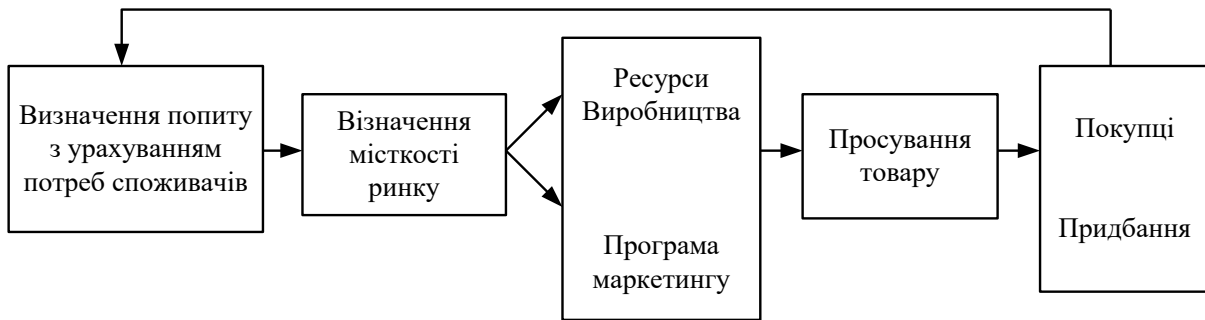 Визначення попиту
з урахуванням
потреб споживачів
Візначення
місткості
ринку
Ресурси
Виробництва
Програма
маркетингу
Просування
товару
Покупці
Придбання